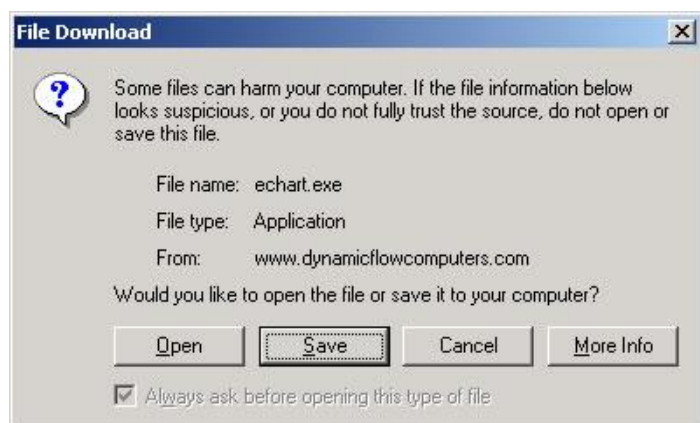 File Download
Some files can harm your computer. If the file information below
looks suspicious, or you do not fully trust the source, do not open or
save this file.
File name: echart.exe
File type: Application
From: www.dynamicflowcomputers.com
Would you like to open the file or save it to your computer?
Open Save Cancel More Info
Always ask before opening this type of file